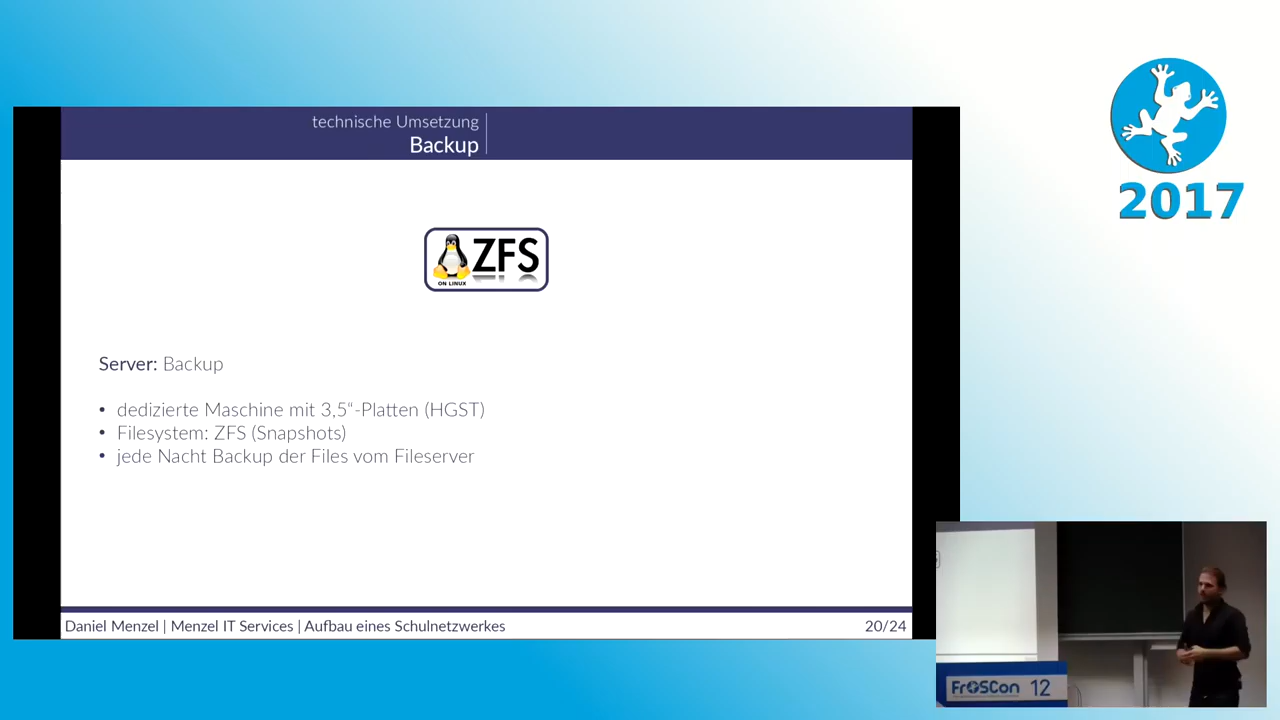 technische Umsetzung
Backup
ZFS
ON LINUX
Server: Backup
• dedizierte Maschine mit 3,5“-Platten (HGST)
• Filesystem: ZFS (Snapshots)
• jede Nacht Backup der Files vom Fileserver
Daniel Menzel | Menzel IT Services | Aufbau eines Schulnetzwerkes
20/24
2017
FrOSCon 12